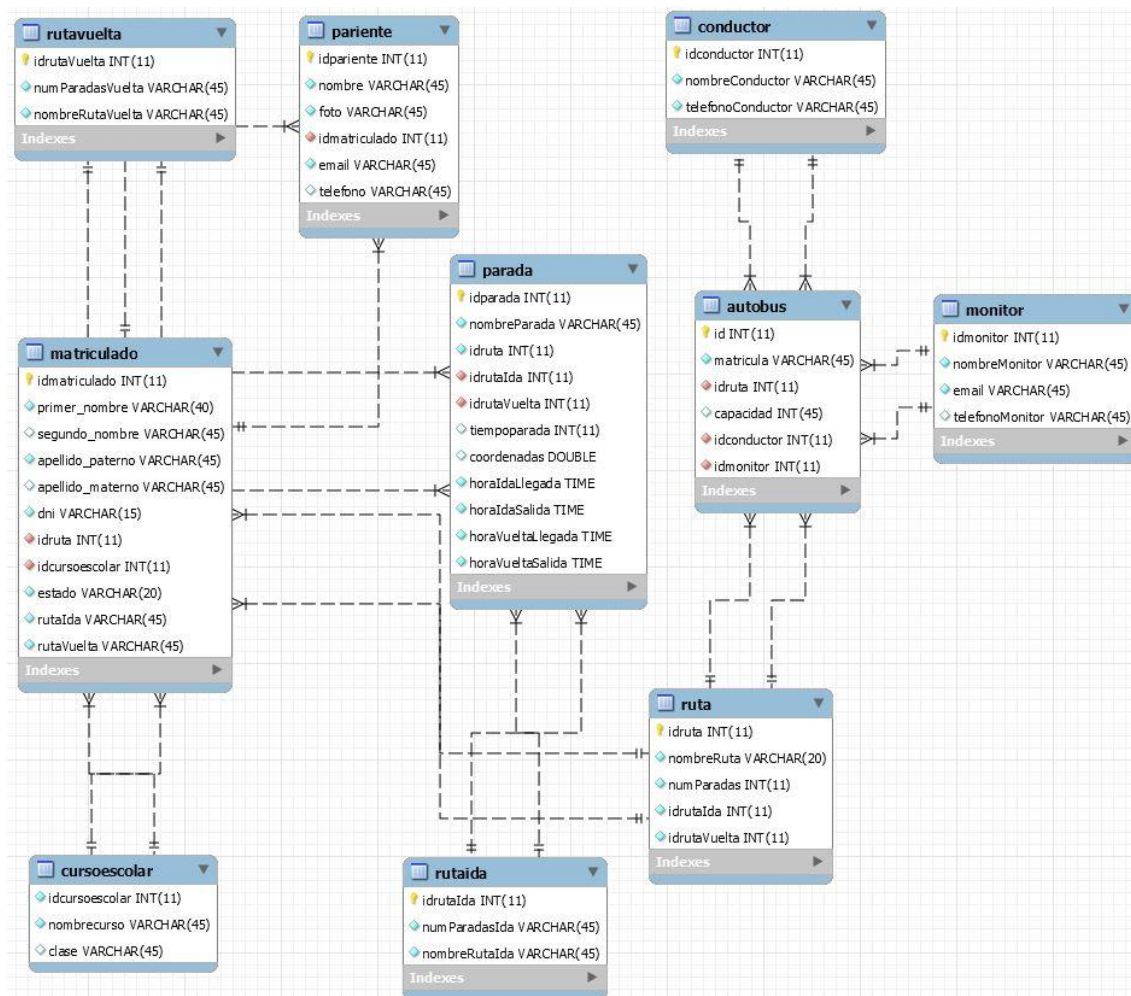 rutavuelta
idrutaVuelta INT(11)
numParadasVuelta VARCHAR(45)
nombreRutaVuelta VARCHAR(45)
Indexes
pariente
idpariente INT(11)
nombre VARCHAR(45)
foto VARCHAR(45)
idmatriculado INT(11)
email VARCHAR(45)
telefono VARCHAR(45)
Indexes
conductor
idconductor INT(11)
nombreConductor VARCHAR(45)
telefonoConductor VARCHAR(45)
Indexes
parada
idparada INT(11)
nombreParada VARCHAR(45)
idruta INT(11)
idrutaIda INT(11)
idrutaVuelta INT(11)
tiempoparada INT(11)
coordenadas DOUBLE
horaIdaLlegada TIME
horaIdaSalida TIME
horaVueltaLlegada TIME
horaVueltaSalida TIME
Indexes
autobus
id INT(11)
matricula VARCHAR(45)
idruta INT(11)
capacidad INT(45)
idconductor INT(11)
idmonitor INT(11)
Indexes
monitor
idmonitor INT(11)
nombreMonitor VARCHAR(45)
email VARCHAR(45)
telefonoMonitor VARCHAR(45)
Indexes
matriculado
idmatriculado INT(11)
primer_nombre VARCHAR(40)
segundo_nombre VARCHAR(45)
apellido_paterno VARCHAR(45)
apellido_materno VARCHAR(45)
dni VARCHAR(15)
idruta INT(11)
idcursoescolar INT(11)
estado VARCHAR(20)
rutaIda VARCHAR(45)
rutaVuelta VARCHAR(45)
Indexes
ruta
idruta INT(11)
nombreRuta VARCHAR(20)
numParadas INT(11)
idrutaIda INT(11)
idrutaVuelta INT(11)
Indexes
cursoescolar
idcursoescolar INT(11)
nombrecurso VARCHAR(45)
clase VARCHAR(45)
rutaida
idrutaIda INT(11)
numParadasIda VARCHAR(45)
nombreRutaIda VARCHAR(45)
Indexes